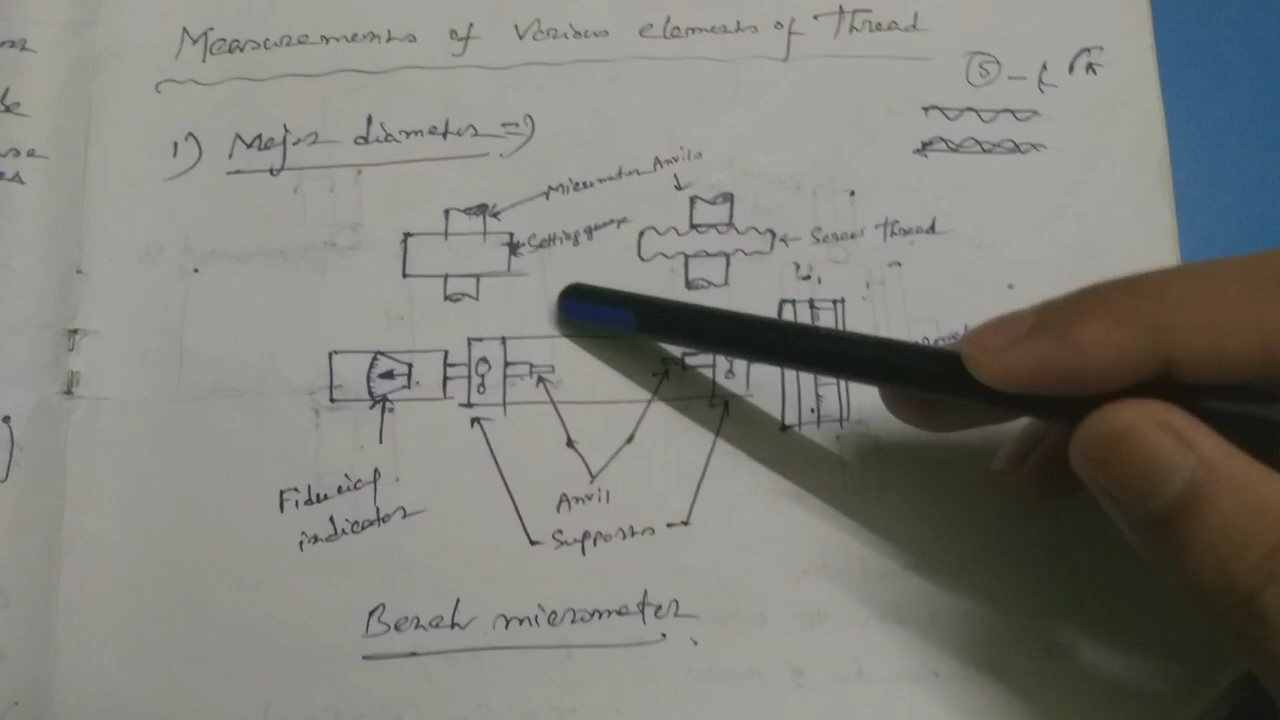 Measurements of Various elements of Thread
1) Major diameter =>
Micrometer Anvils
Setting gauge
Screw Thread
Fiducial indicator
Anvil
Supports
Bench micrometer